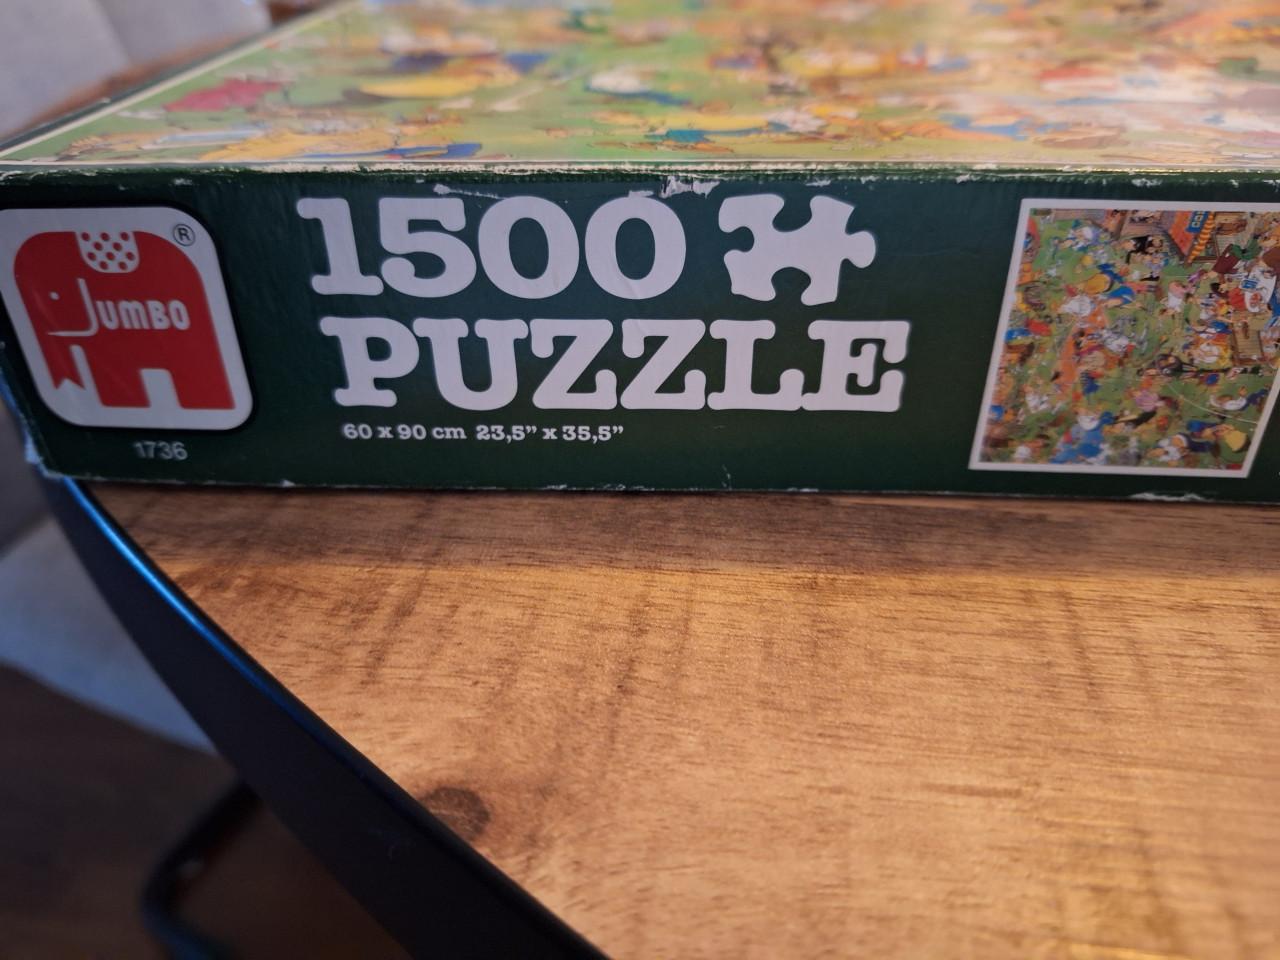 1500
PUZZLE
60 x 90 cm 23,5” x 35,5”
JUMBO
®
1736